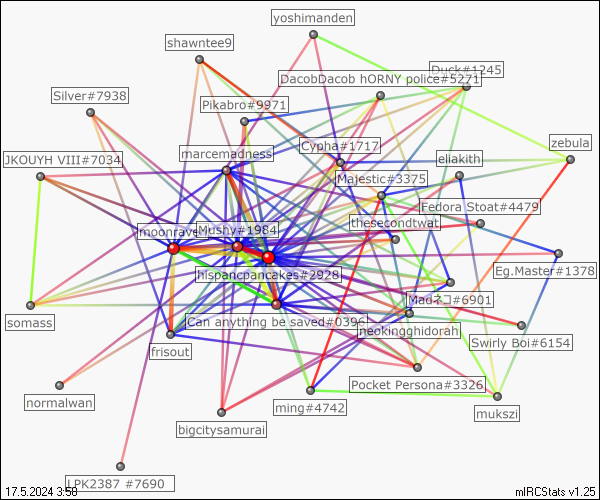 yoshimanden
shawntee9
Duck#1245
DacobDacob hORNY police#5271
Silver#7938
Pikabro#9971
zebula
marcemadness
Cypha#1717
eliakith
JKOUYH VIII#7034
Majestic#3375
Fedora Stoat#4479
thesecondtwat
Mushy#1984
moonrave
Eg.Master#1378
hispancpancakes#2928
Madネコ#6901
somass
Can anything be saved#0396
neokingghidorah
Swirly Boi#6154
frisout
Pocket Persona#3326
normalwan
ming#4742
mukszi
bigcitysamurai
LPK2387 #7690
17.5.2024 3:58
mIRCStats v1.25